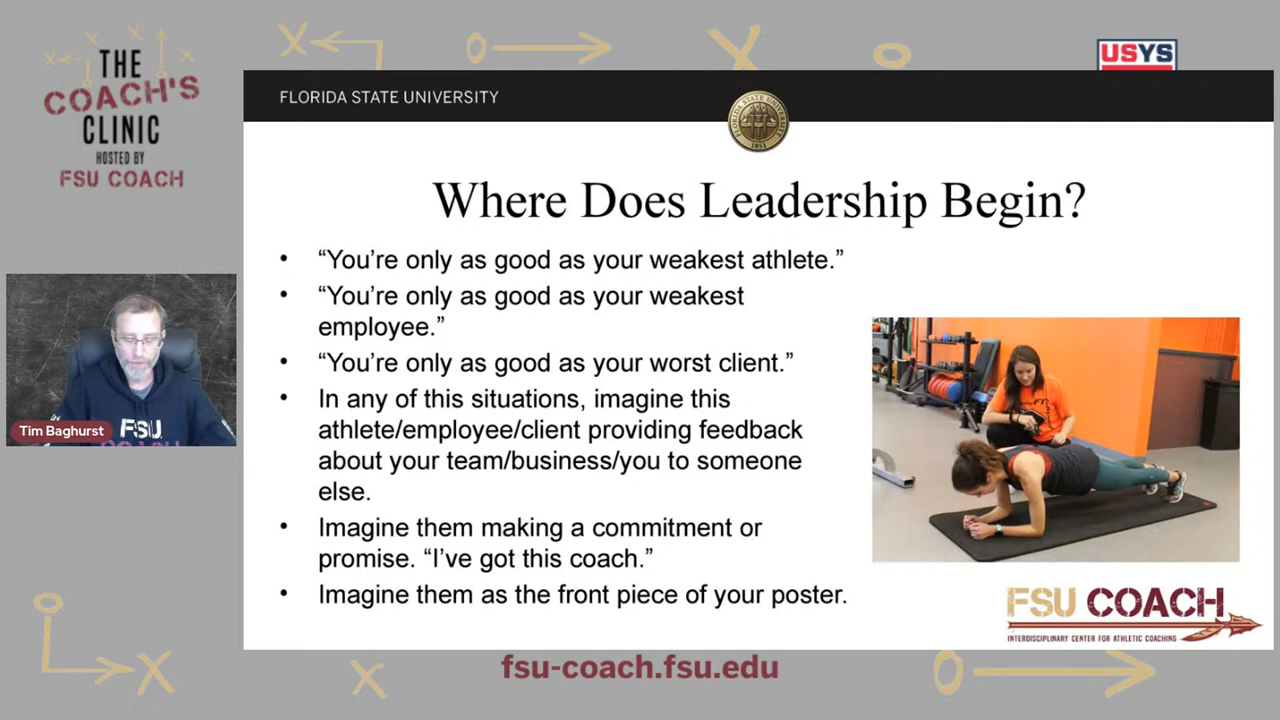 THE
COACH'S
CLINIC
HOSTED BY
FSU COACH
USYS
FLORIDA STATE UNIVERSITY
FLORIDA STATE UNIVERSITY
1851
Where Does Leadership Begin?
• “You’re only as good as your weakest athlete.”
• “You’re only as good as your weakest
employee.”
• “You’re only as good as your worst client.”
• In any of this situations, imagine this
athlete/employee/client providing feedback
about your team/business/you to someone
else.
• Imagine them making a commitment or
promise. “I’ve got this coach.”
• Imagine them as the front piece of your poster.
Tim Baghurst
FSU
FSU COACH
INTERDISCIPLINARY CENTER FOR ATHLETIC COACHING
fsu-coach.fsu.edu